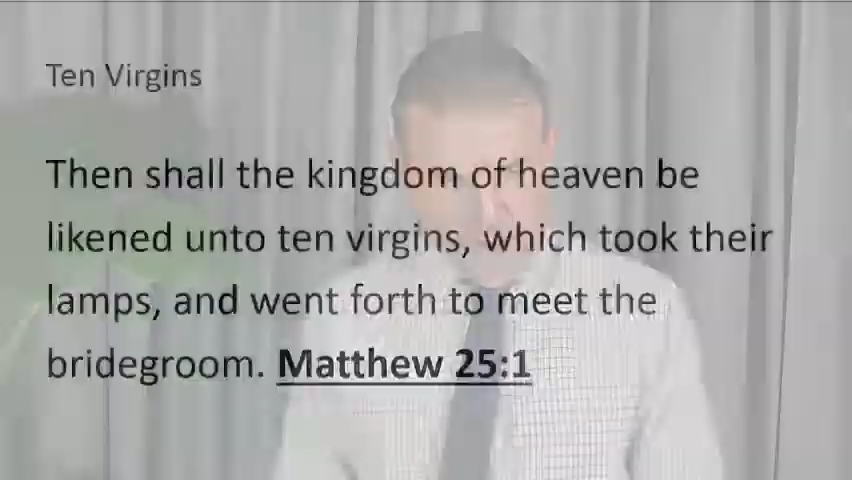 Ten Virgins
Then shall the kingdom of heaven be
likened unto ten virgins, which took their
lamps, and went forth to meet the
bridegroom. Matthew 25:1